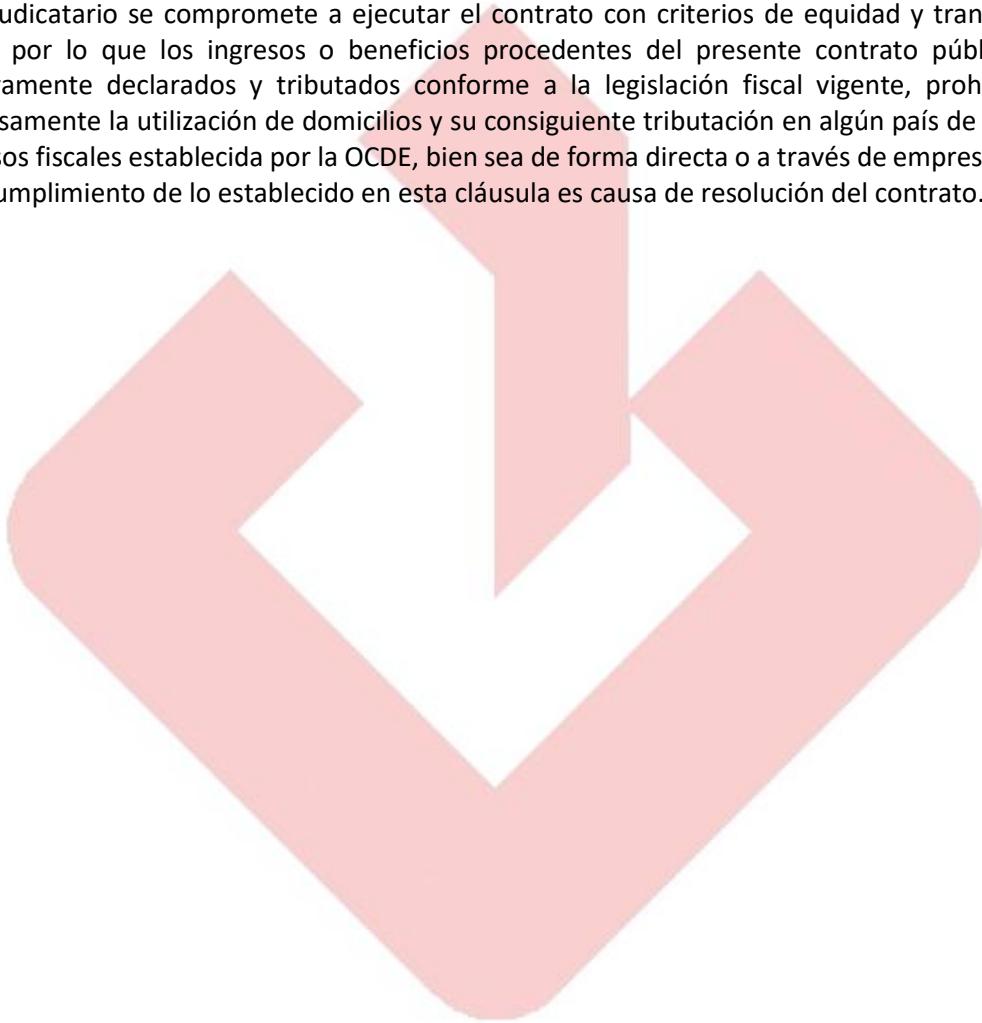 udicatario se compromete a ejecutar el contrato con criterios de equidad y tran
por lo que los ingresos o beneficios procedentes del presente contrato públ
amente declarados y tributados conforme a la legislación fiscal vigente, proh
samente la utilización de domicilios y su consiguiente tributación en algún país de
sos fiscales establecida por la OCDE, bien sea de forma directa o a través de empres
umplimiento de lo establecido en esta cláusula es causa de resolución del contrato.